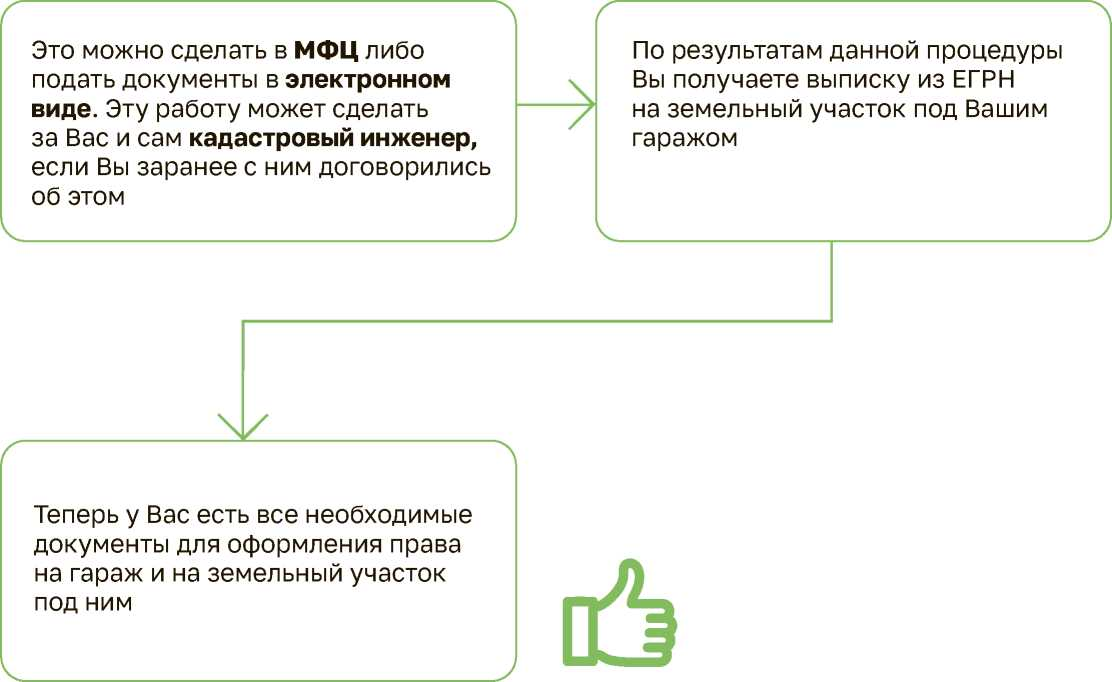 Это можно сделать в МФЦ либо
подать документы в электронном
виде. Эту работу может сделать
за Вас и сам кадастровый инженер,
если Вы заранее с ним договорились
об этом
По результатам данной процедуры
Вы получаете выписку из ЕГРН
на земельный участок под Вашим
гаражом
Теперь у Вас есть все необходимые
документы для оформления права
на гараж и на земельный участок
под ним